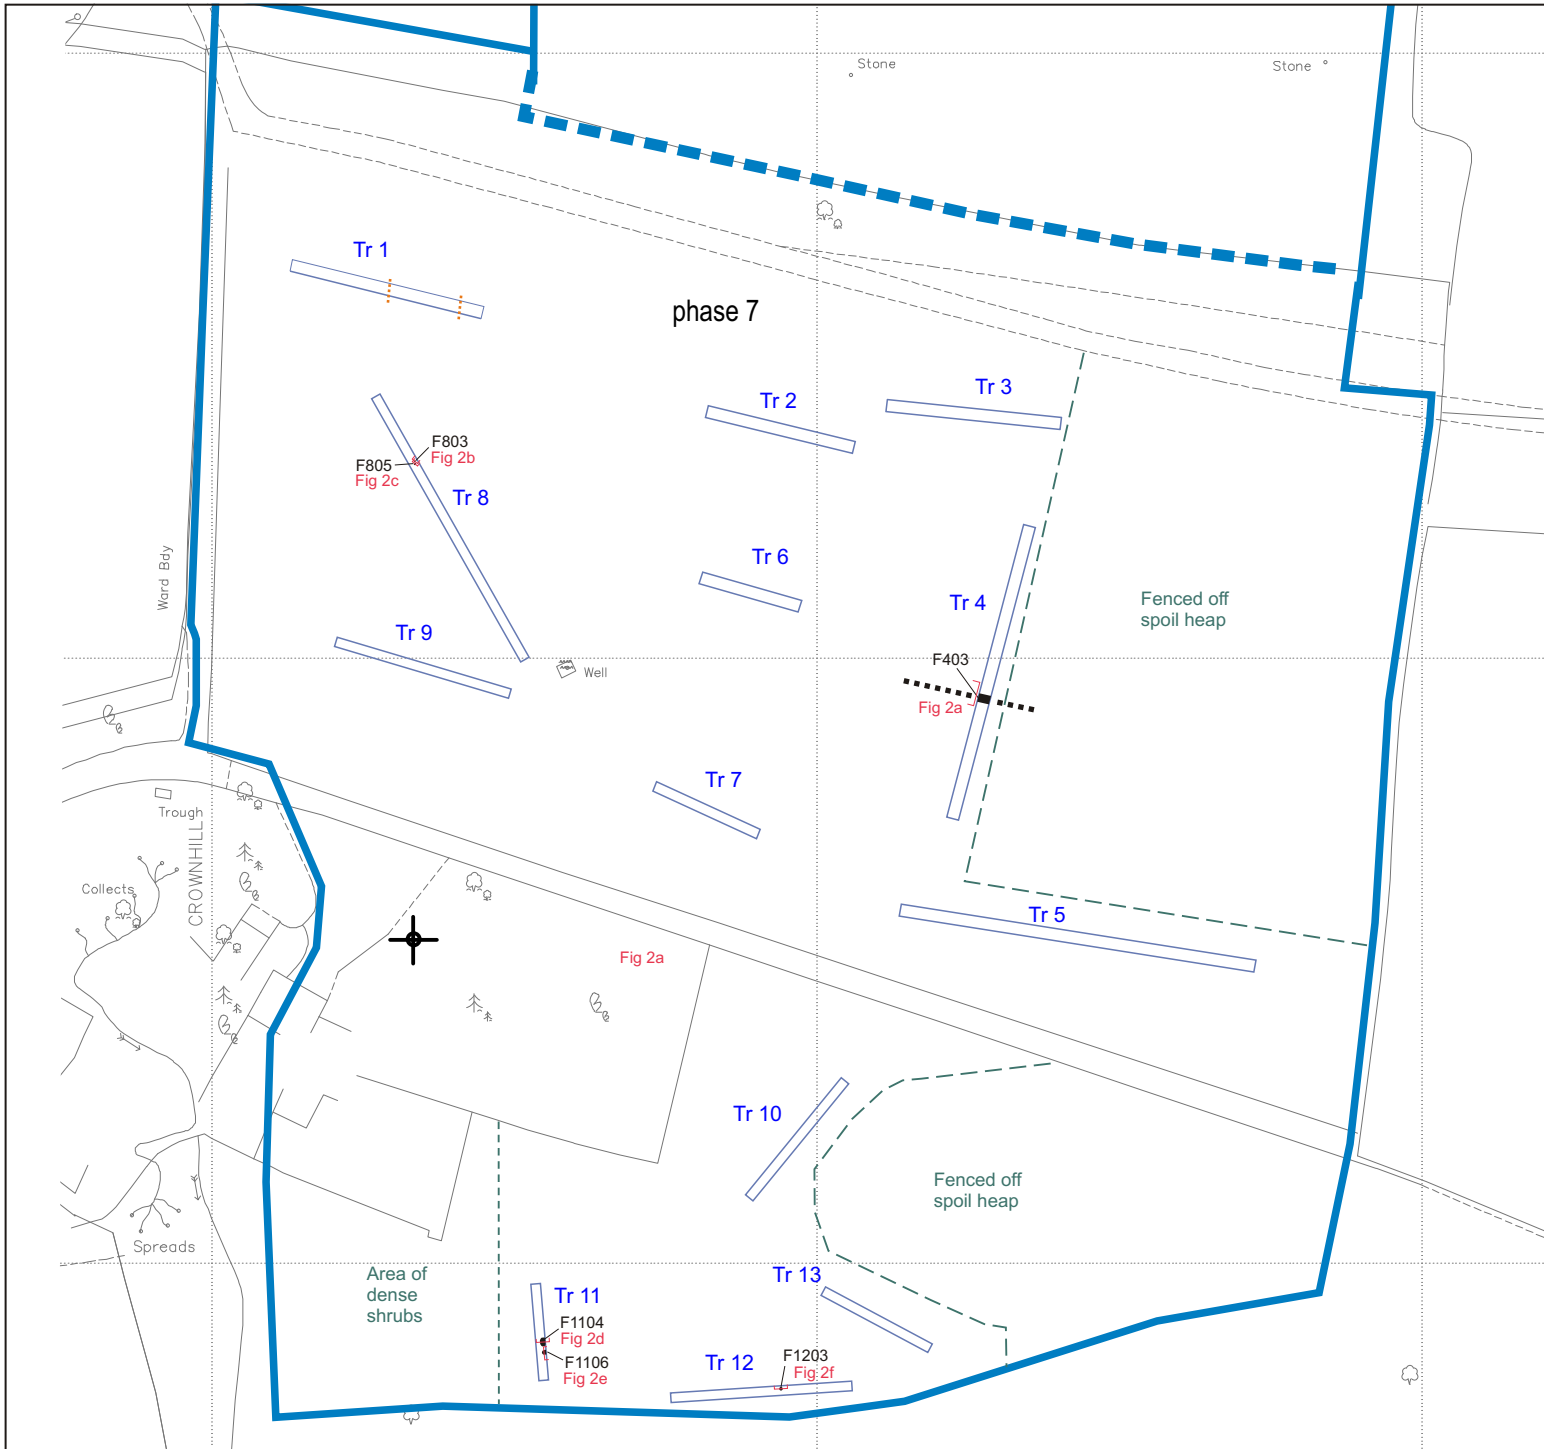 Stone
Stone
Tr 1
phase 7
Tr 2
Tr 3
F803
Fig 2b
F805
Fig 2c
Tr 8
Ward Bdy
Tr 6
Tr 4
Fenced off
spoil heap
Tr 9
Well
F403
Fig 2a
Tr 7
Trough
CROWNHILL
Collects
Tr 5
Fig 2a
Tr 10
Fenced off
spoil heap
Spreads
Area of
dense
shrubs
Tr 13
Tr 11
F1104
Fig 2d
F1106
Fig 2e
Tr 12
F1203
Fig 2f